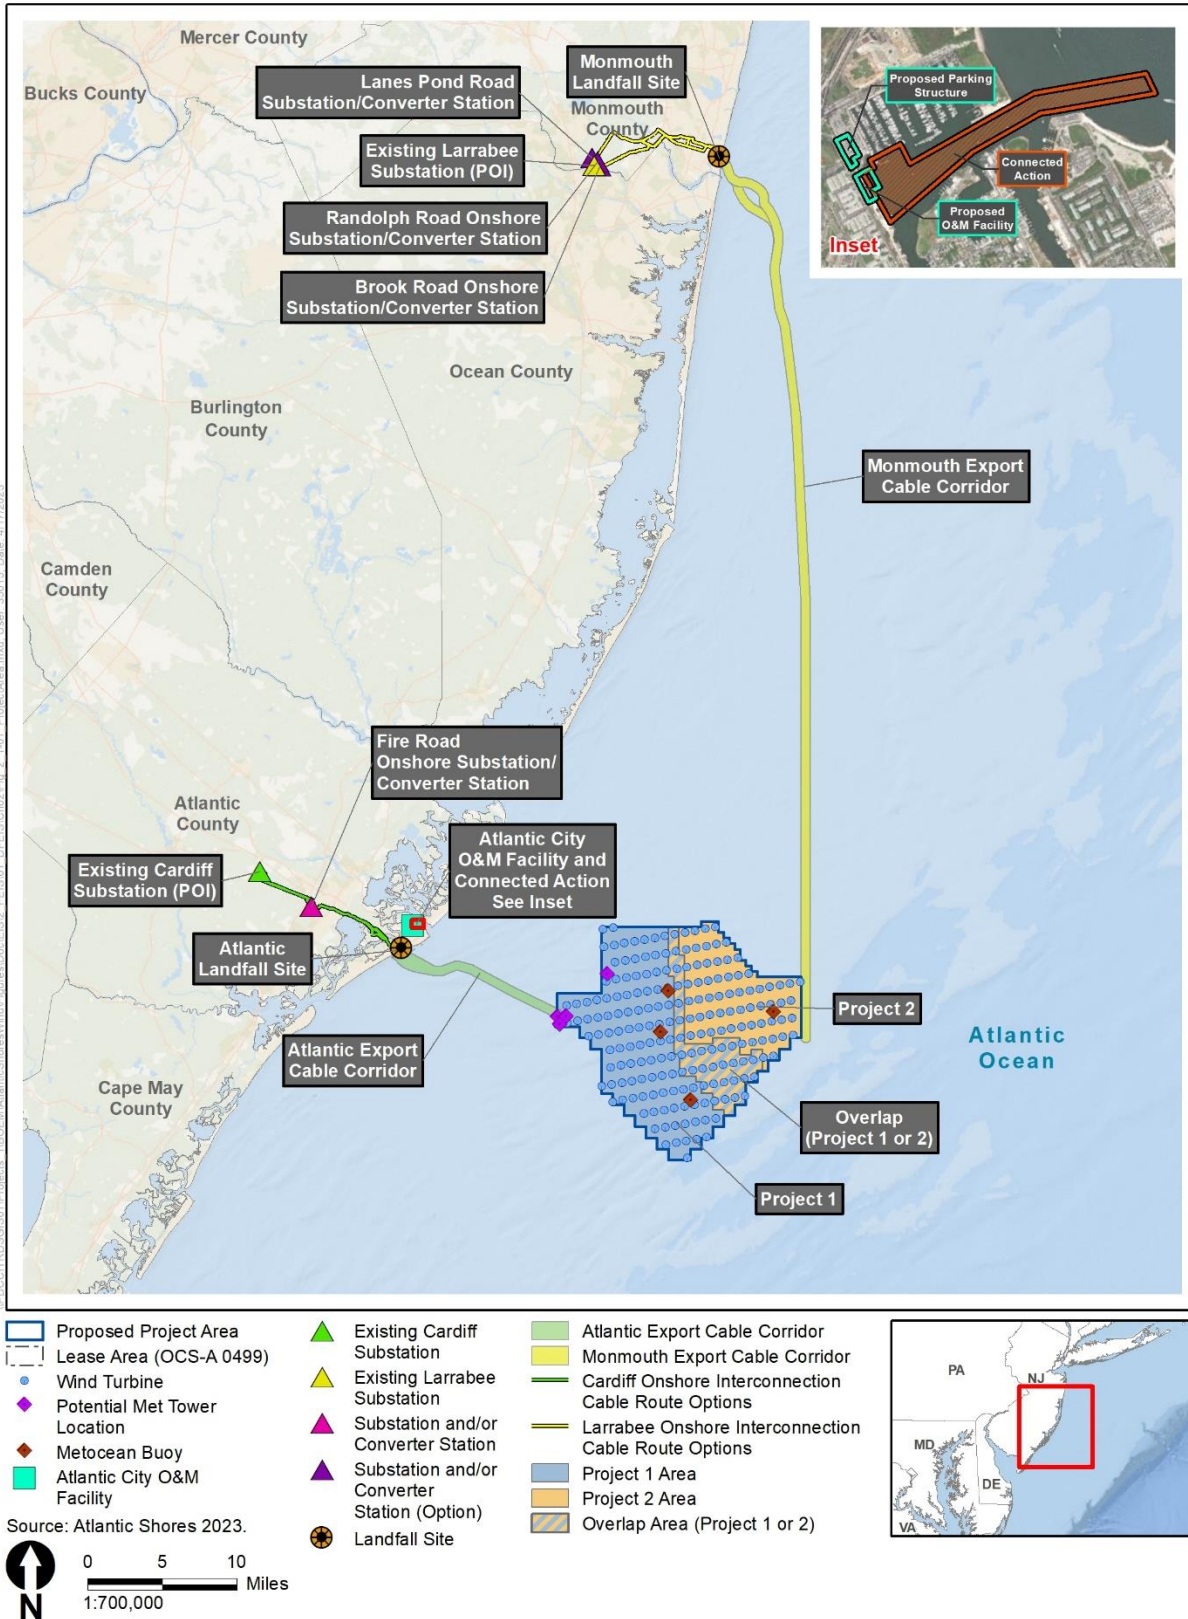 Mercer County
Bucks County
Lanes Pond Road
Substation/Converter Station
Monmouth
Landfall Site
Monmouth
County
Existing Larrabee
Substation (POI)
Randolph Road Onshore
Substation/Converter Station
Brook Road Onshore
Substation/Converter Station
Proposed Parking
Structure
Connected
Action
Proposed
O&M Facility
Inset
Ocean County
Burlington
County
Monmouth Export
Cable Corridor
Camden
County
Fire Road
Onshore Substation/
Converter Station
Atlantic
County
Atlantic City
O&M Facility and
Connected Action
See Inset
Existing Cardiff
Substation (POI)
Atlantic
Landfall Site
Project 2
Atlantic
Ocean
Atlantic Export
Cable Corridor
Cape May
County
Overlap
(Project 1 or 2)
Project 1
Proposed Project Area
Lease Area (OCS-A 0499)
Wind Turbine
Potential Met Tower
Location
Metocean Buoy
Atlantic City O&M
Facility
Existing Cardiff
Substation
Existing Larrabee
Substation
Substation and/or
Converter Station
Substation and/or
Converter
Station (Option)
Landfall Site
Atlantic Export Cable Corridor
Monmouth Export Cable Corridor
Cardiff Onshore Interconnection
Cable Route Options
Larrabee Onshore Interconnection
Cable Route Options
Project 1 Area
Project 2 Area
Overlap Area (Project 1 or 2)
PA
NJ
MD
DE
VA
Source: Atlantic Shores 2023.
N
0 5 10
Miles
1:700,000